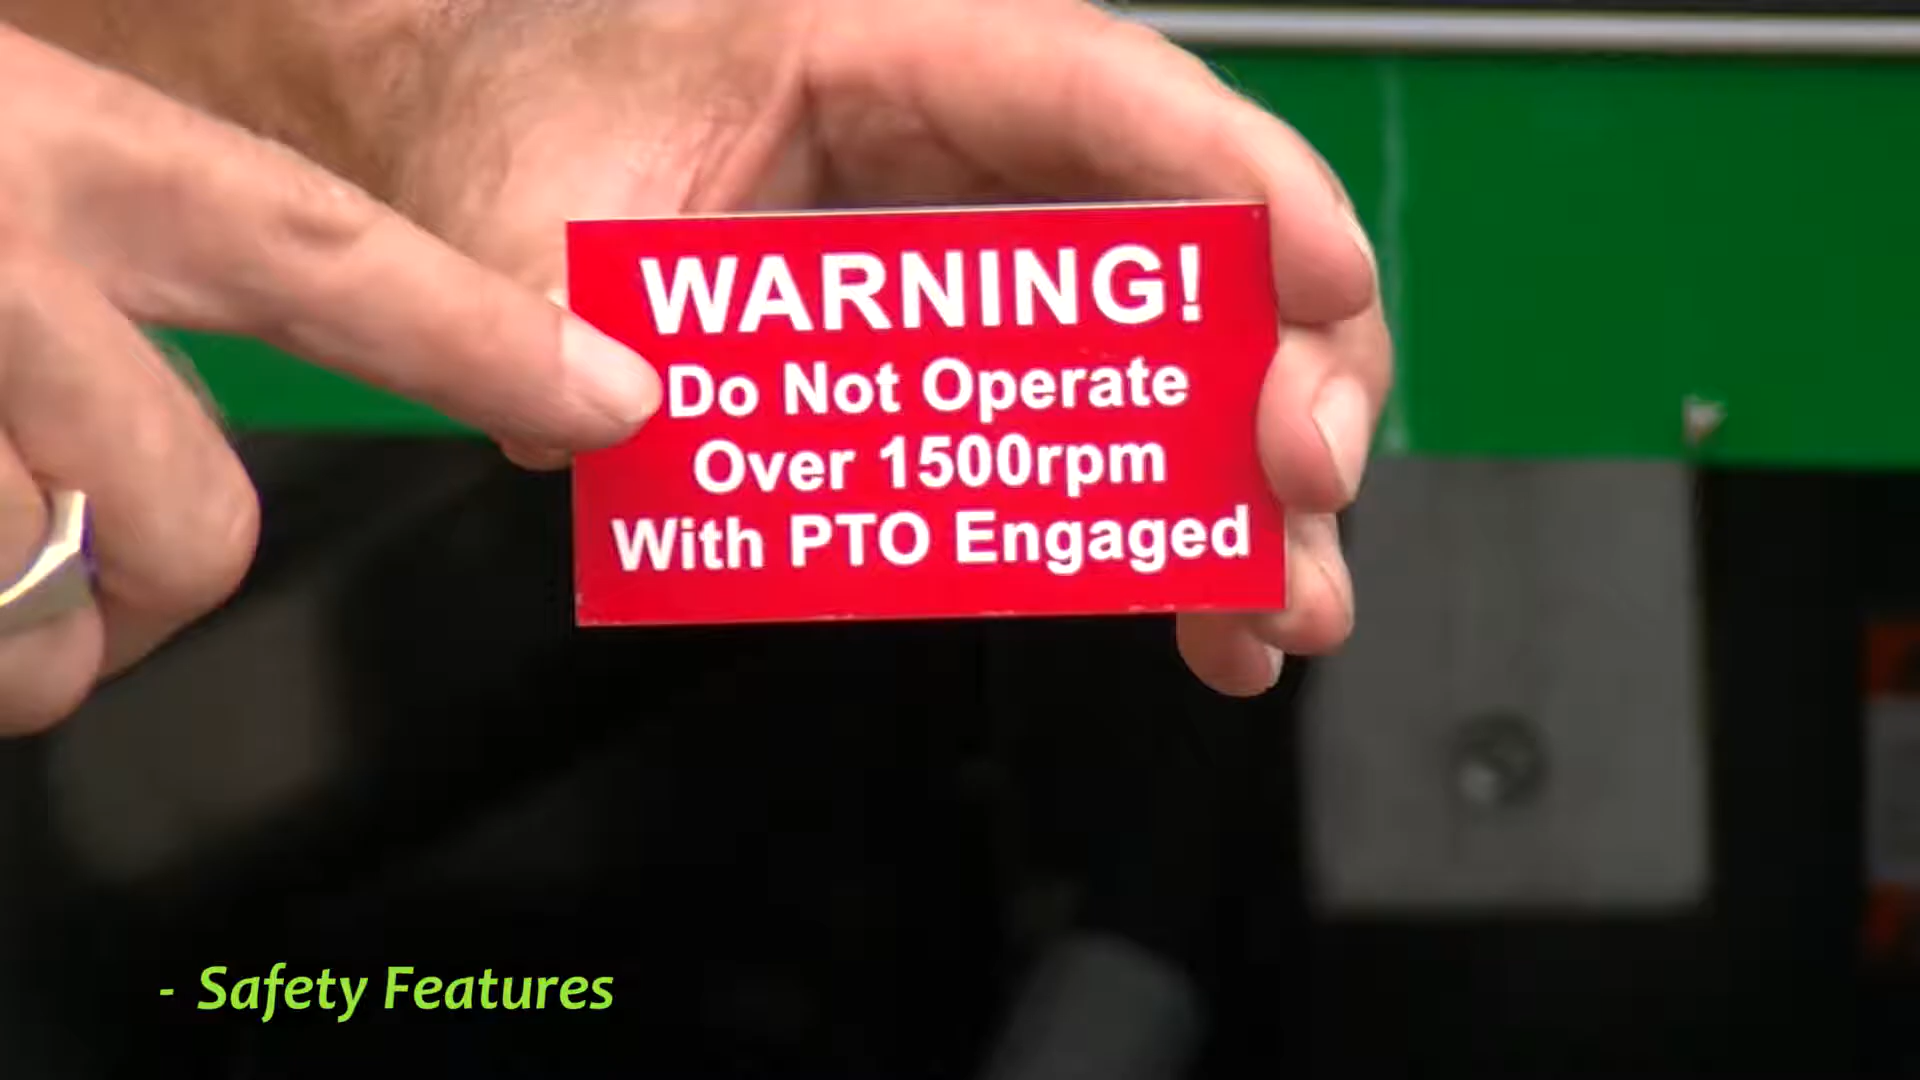 WARNING!
Do Not Operate
Over 1500rpm
With PTO Engaged
- Safety Features